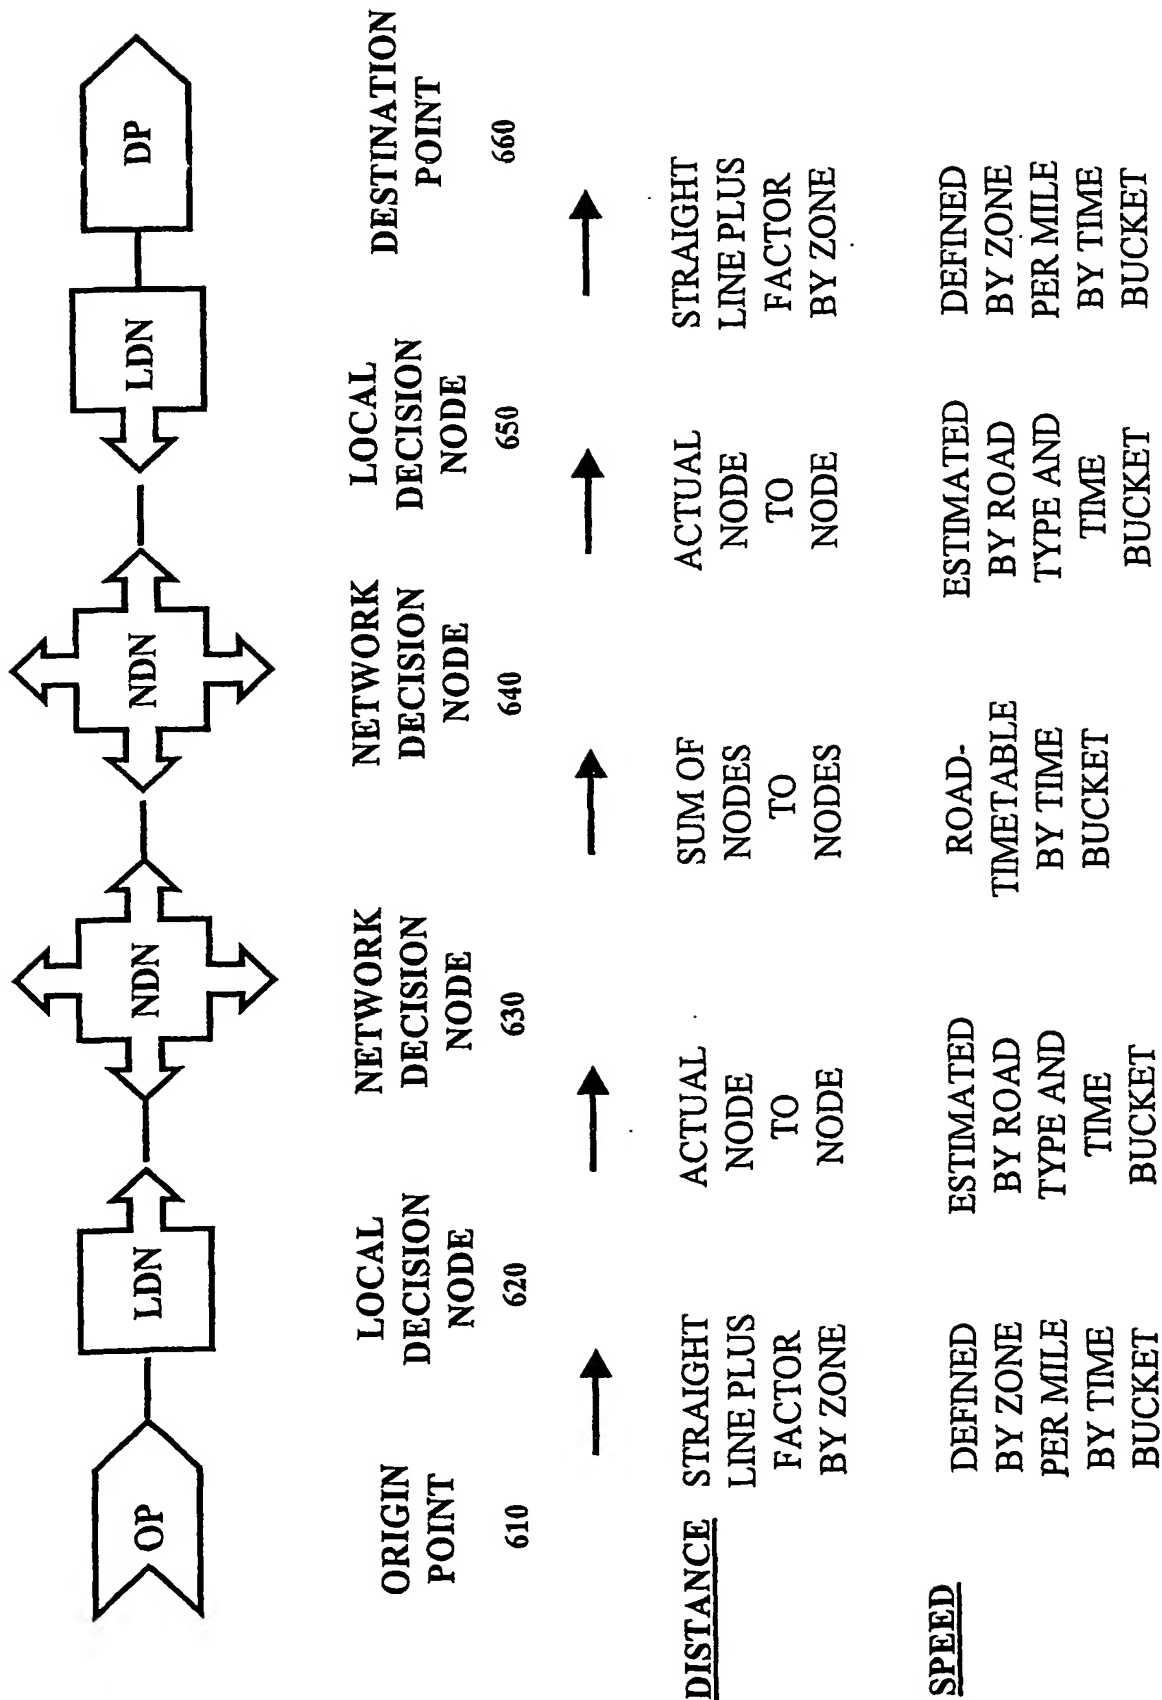 OP
LDN
NDN
NDN
LDN
DP
ORIGIN
POINT
610
LOCAL
DECISION
NODE
620
NETWORK
DECISION
NODE
630
NETWORK
DECISION
NODE
640
LOCAL
DECISION
NODE
650
DESTINATION
POINT
660
DISTANCE
STRAIGHT
LINE PLUS
FACTOR
BY ZONE
ACTUAL
NODE
TO
NODE
SUM OF
NODES
TO
NODES
ACTUAL
NODE
TO
NODE
STRAIGHT
LINE PLUS
FACTOR
BY ZONE
SPEED
DEFINED
BY ZONE
PER MILE
BY TIME
BUCKET
ESTIMATED
BY ROAD
TYPE AND
TIME
BUCKET
ROAD-
TIMETABLE
BY TIME
BUCKET
ESTIMATED
BY ROAD
TYPE AND
TIME
BUCKET
DEFINED
BY ZONE
PER MILE
BY TIME
BUCKET